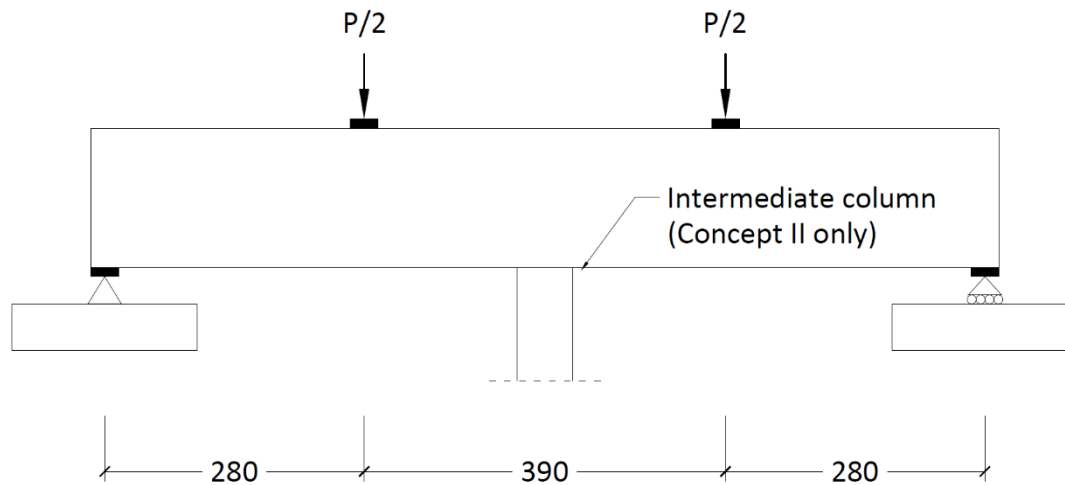 P/2
P/2
Intermediate column
(Concept II only)
280
390
280